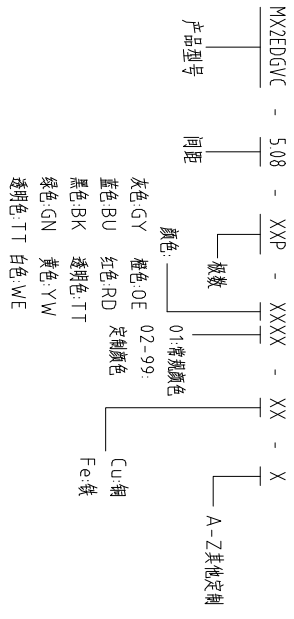 MX2EDGVC - 5.08 - XXP - XXXX - XX - X
产品型号
间距
极数
颜色:
灰色:GY 橙色:OE
蓝色:BU 红色:RD
黑色:BK 透明色:TT
绿色:GN 黄色:YW
透明色:TT 白色:WE
01:常规颜色
02-99:
定制颜色
Cu:铜
Fe:铁
A-Z其他定制